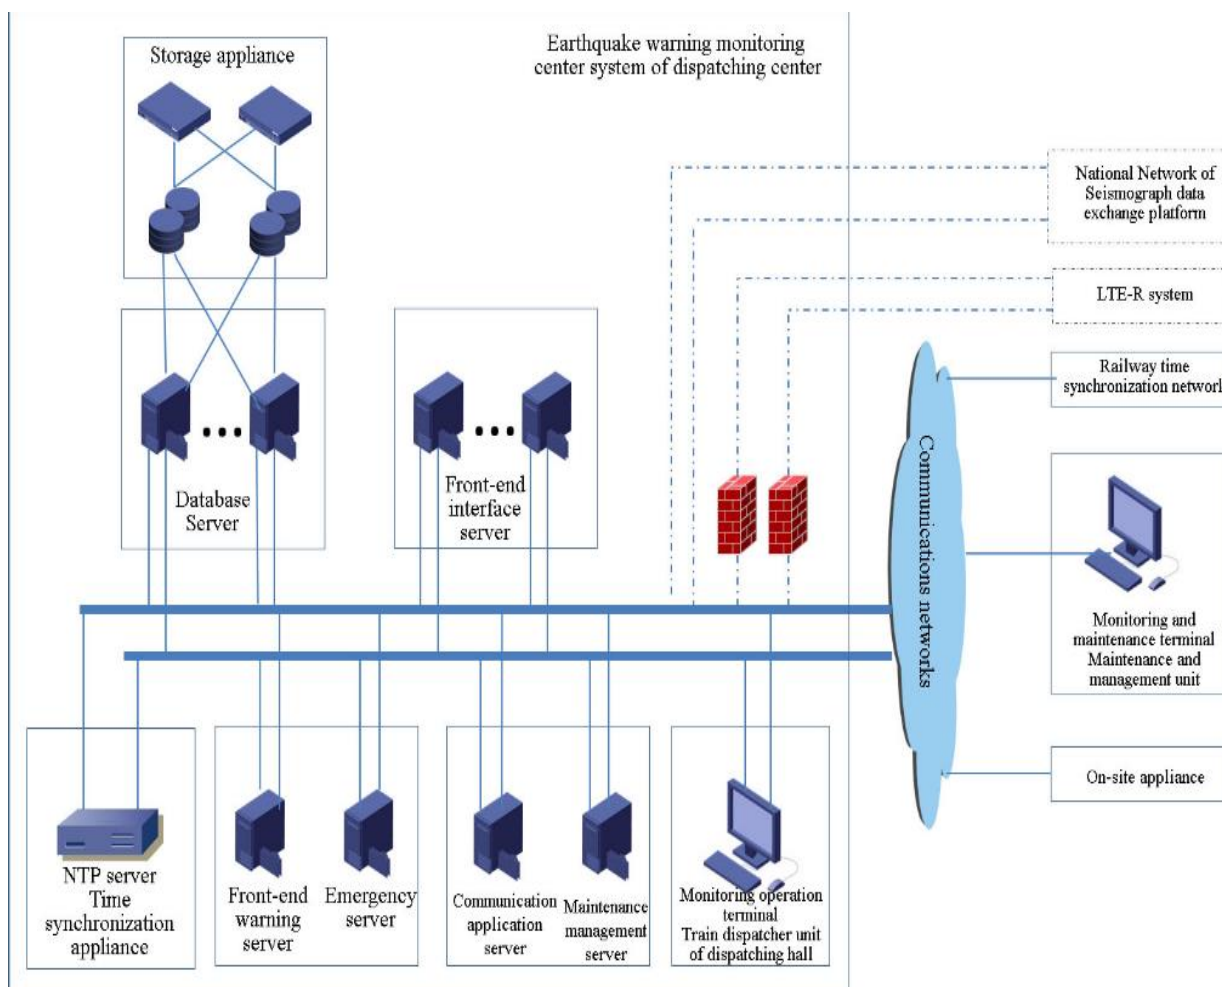 Storage appliance
Earthquake warning monitoring
center system of dispatching center
National Network of
Seismograph data
exchange platform
LTE-R system
Railway time
synchronization network
Database
Server
Front-end
interface
server
Communications networks
Monitoring and
maintenance terminal
Maintenance and
management unit
On-site appliance
NTP server
Time
synchronization
appliance
Front-end
warning
server
Emergency
server
Communication
application
server
Maintenance
management
server
Monitoring operation
terminal
Train dispatcher unit
of dispatching hall